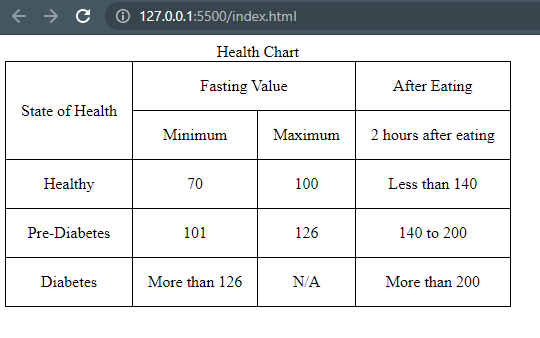 127.0.0.1:5500/index.html
Health Chart
State of Health Fasting Value After Eating
Minimum Maximum 2 hours after eating
Healthy 70 100 Less than 140
Pre-Diabetes 101 126 140 to 200
Diabetes More than 126 N/A More than 200